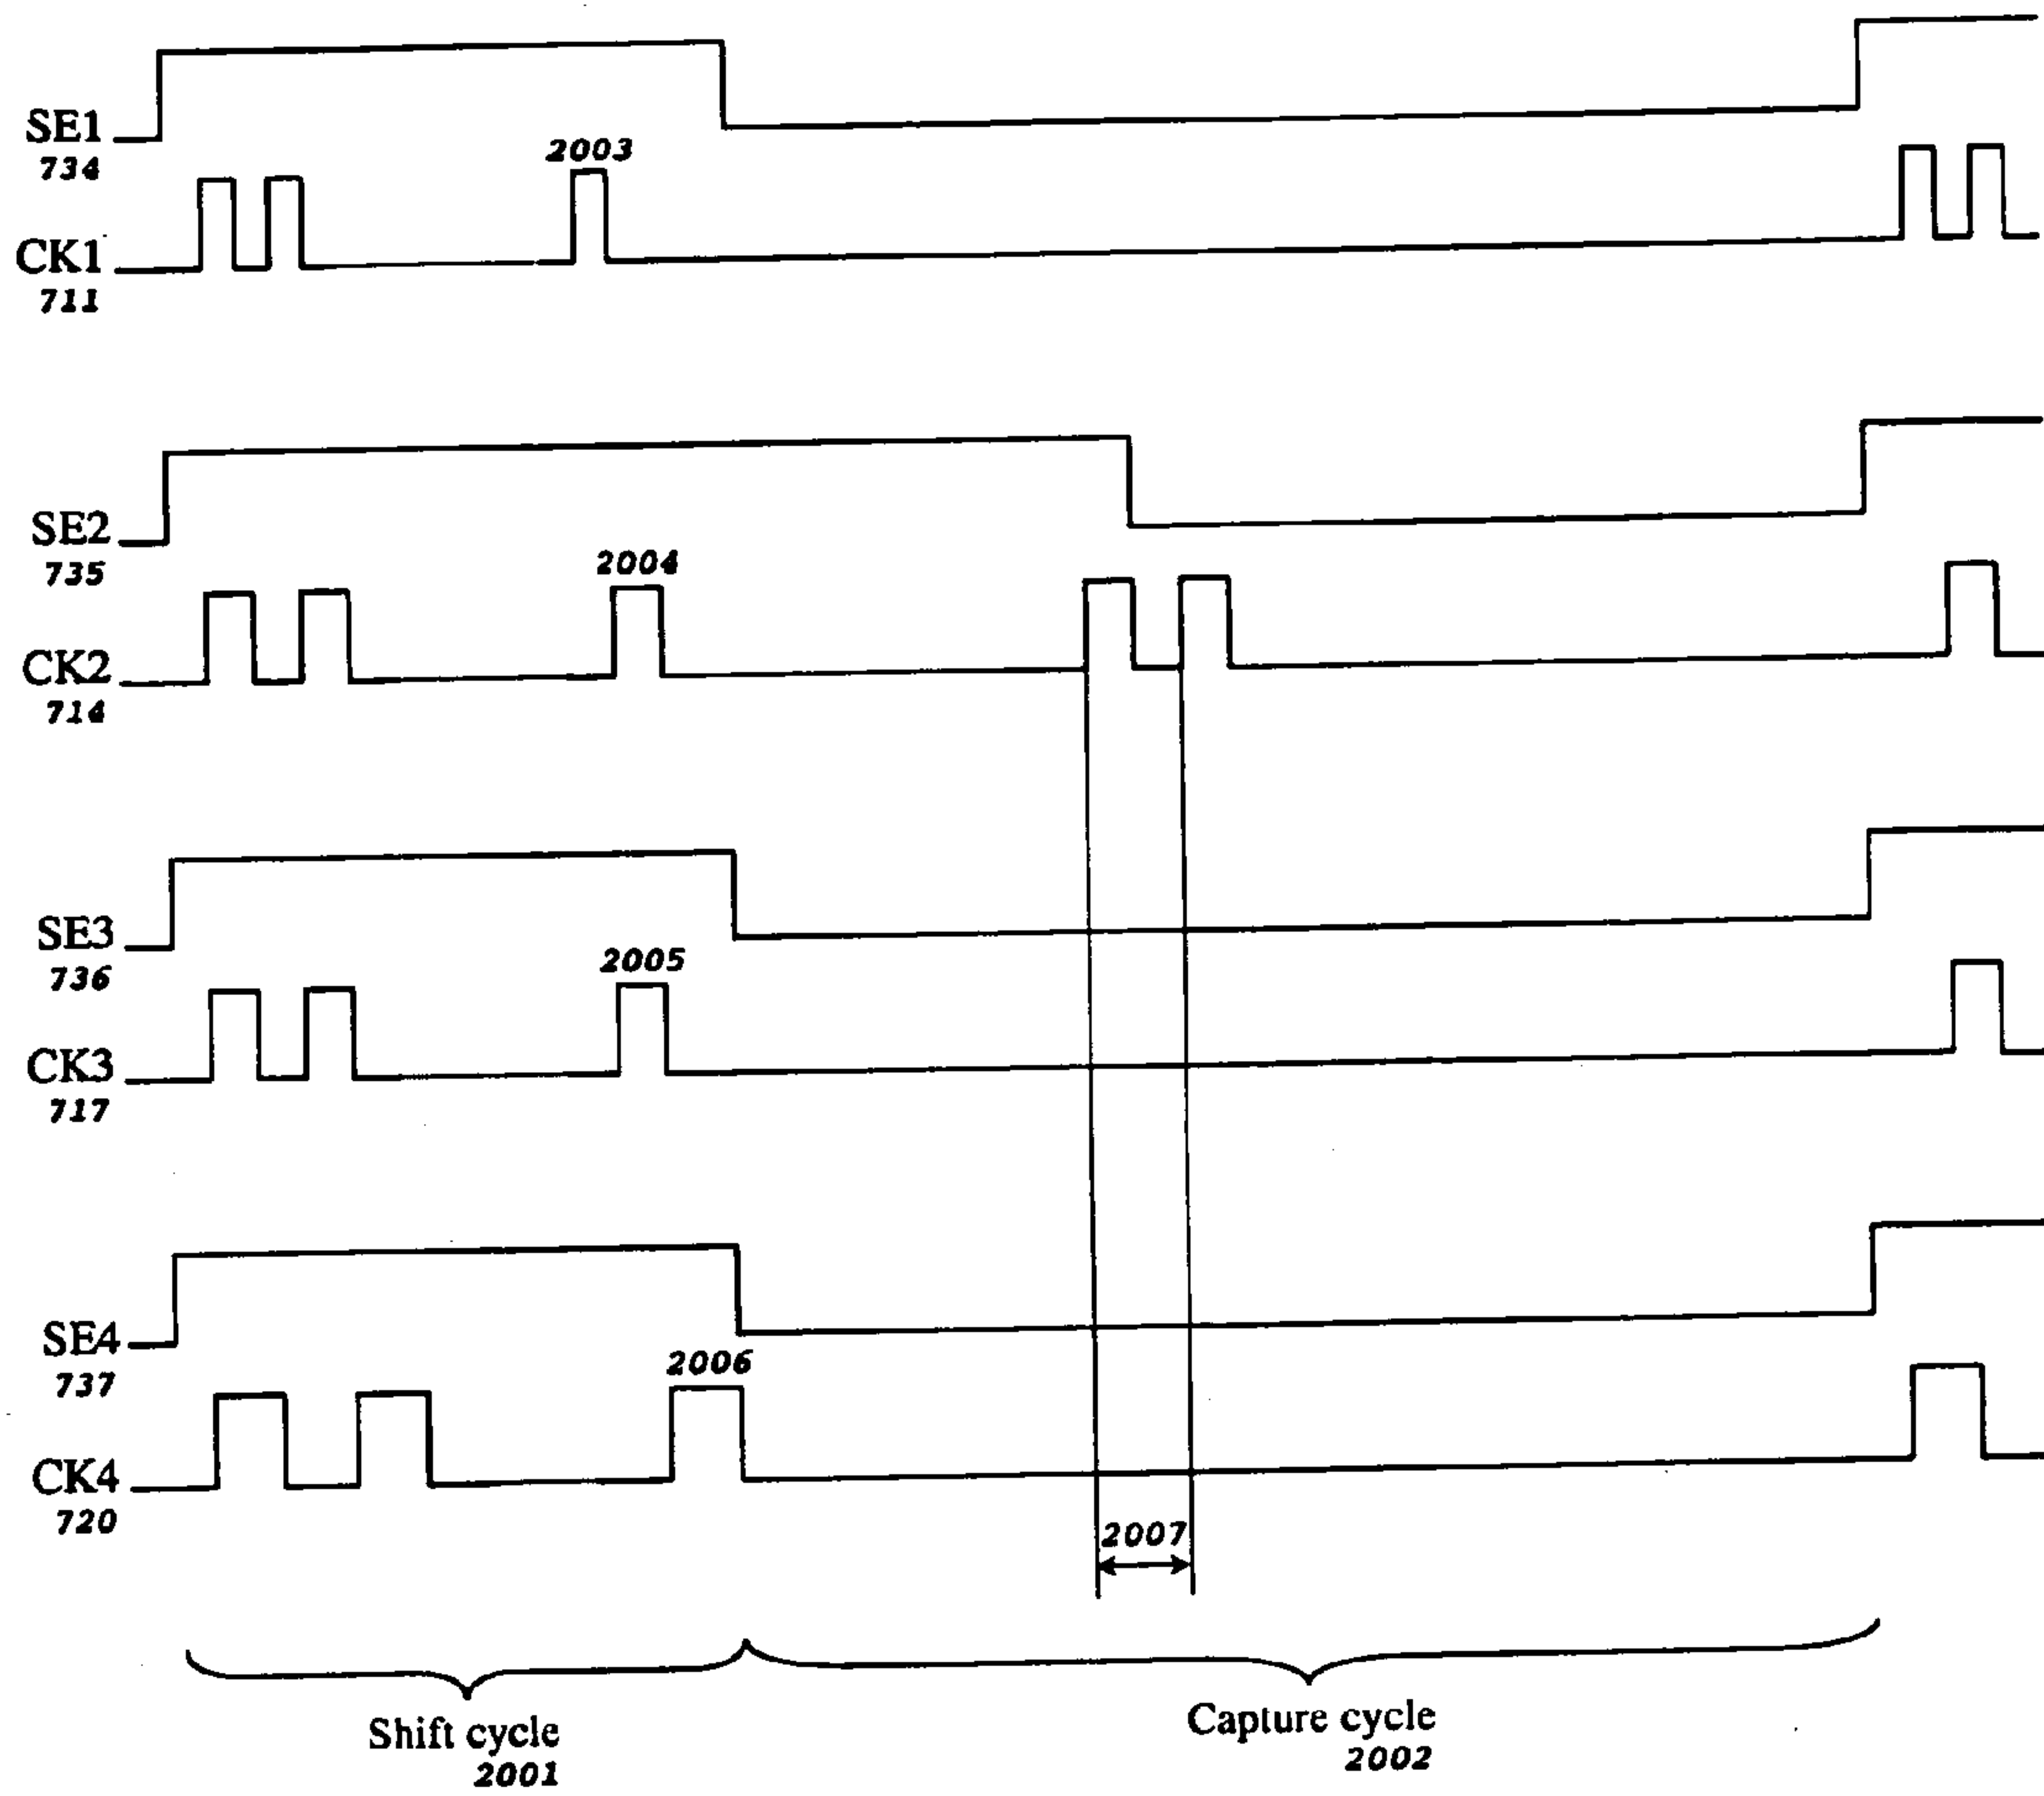 SE1
734
2003
CK1
711
SE2
735
2004
CK2
714
SE3
736
2005
CK3
717
SE4
737
2006
CK4
720
2007
Shift cycle
2001
Capture cycle
2002